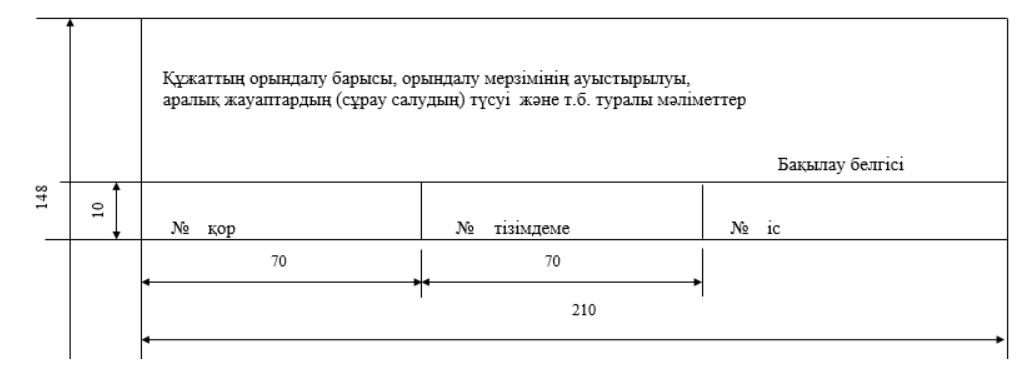 Құжаттың орындалу барысы, орындалу мерзімінің ауыстырылуы,
аралық жауаптардың (сұрау салудың) түсуі және т.б. туралы мәліметтер
Бақылау белгісі
148
10
№ қор № тізімдеме № іс
70 70
210